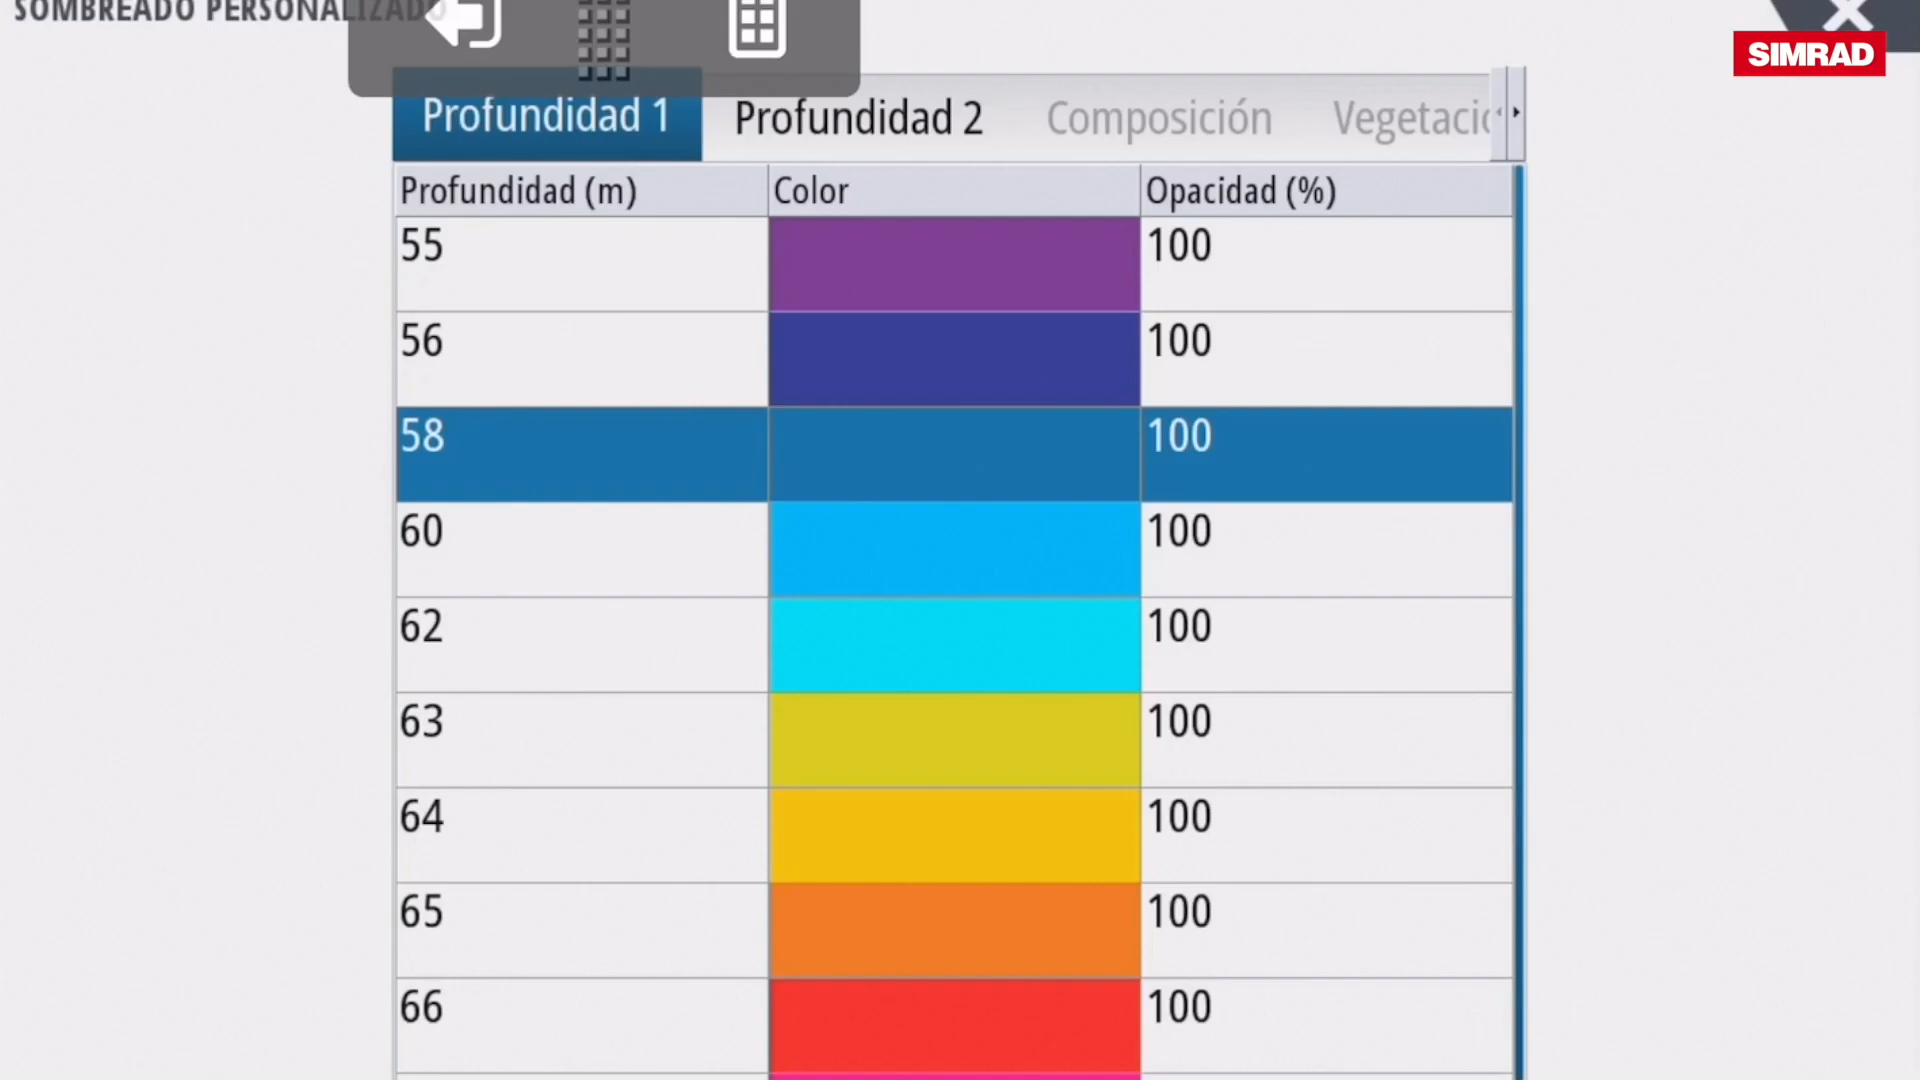 SOMBREADO PERSONALIZADO
SIMRAD
Profundidad 1 Profundidad 2 Composición Vegetació
Profundidad (m) Color Opacidad (%)
55 100
56 100
58 100
60 100
62 100
63 100
64 100
65 100
66 100